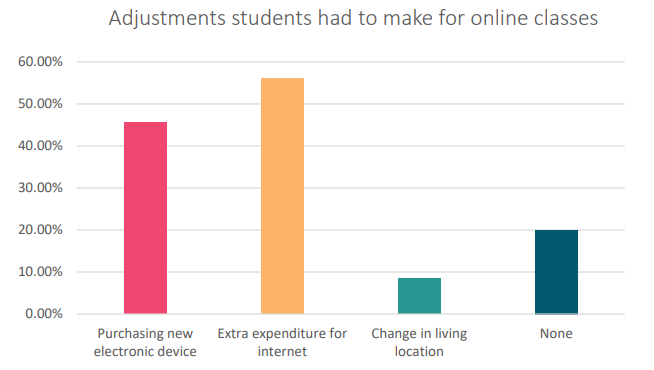 Adjustments students had to make for online classes
60.00%
50.00%
40.00%
30.00%
20.00%
10.00%
0.00%
Purchasing new
electronic device
Extra expenditure for
internet
Change in living
location
None